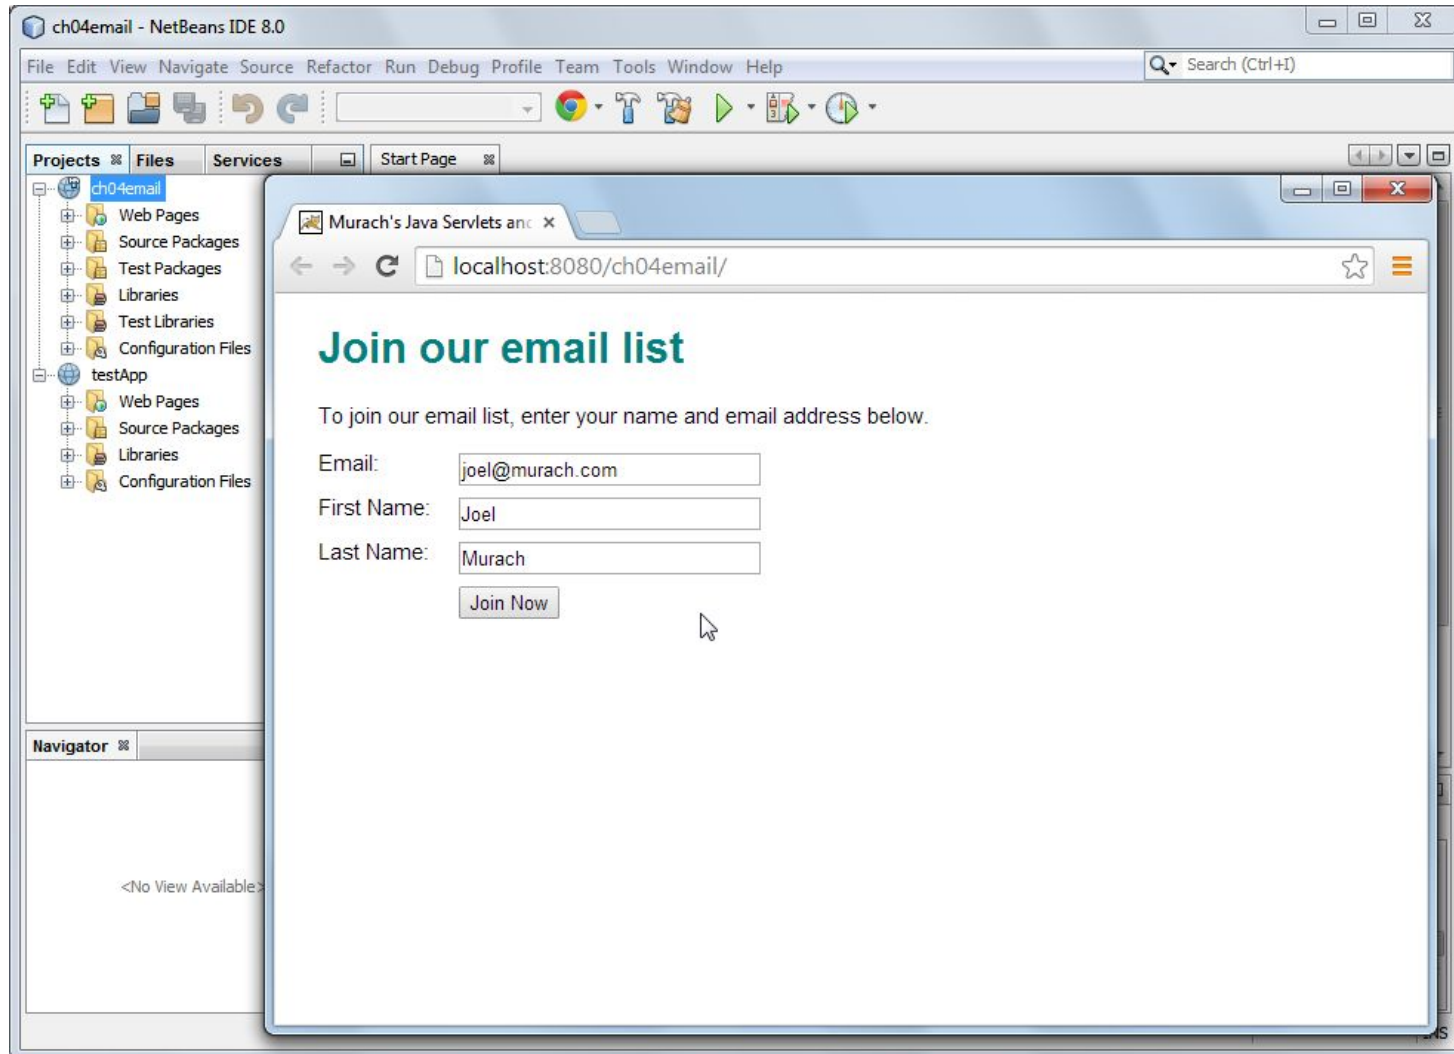 ch04email - NetBeans IDE 8.0
File Edit View Navigate Source Refactor Run Debug Profile Team Tools Window Help
Search (Ctrl+I)
Projects Files Services Start Page
ch04email
Web Pages
Source Packages
Test Packages
Libraries
Test Libraries
Configuration Files
testApp
Web Pages
Source Packages
Libraries
Configuration Files
Navigator
<No View Available>
Murach's Java Servlets and
localhost:8080/ch04email/
Join our email list
To join our email list, enter your name and email address below.
Email: joel@murach.com
First Name: Joel
Last Name: Murach
Join Now